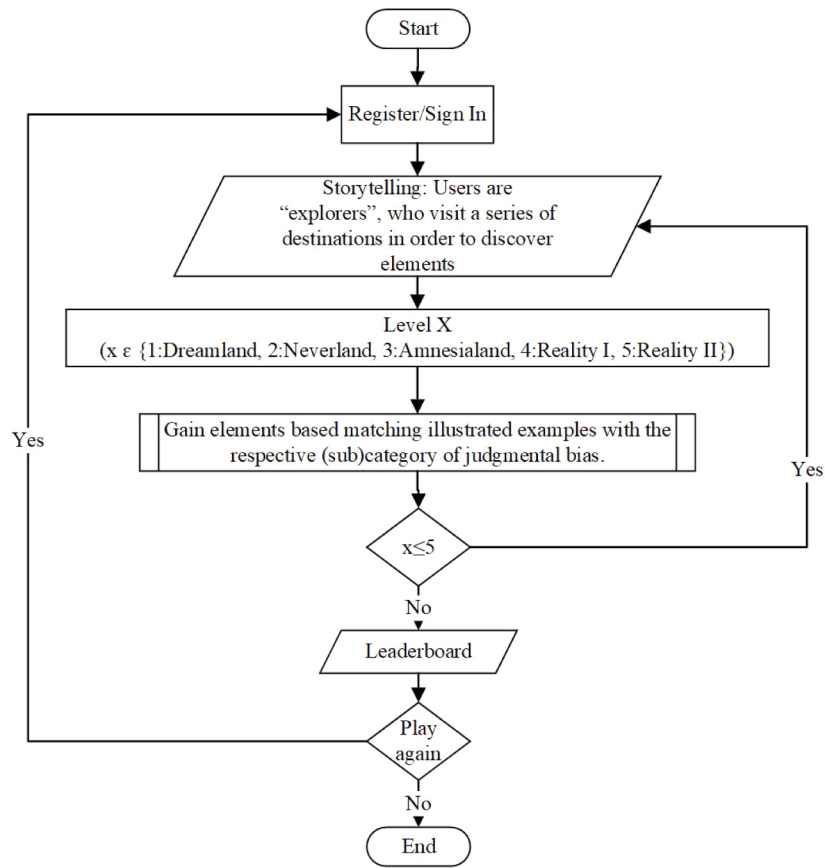 Start
Register/Sign In
Storytelling: Users are
“explorers”, who visit a series of
destinations in order to discover
elements
Level X
(x ε {1:Dreamland, 2:Neverland, 3:Amnesialand, 4:Reality I, 5:Reality II})
Gain elements based matching illustrated examples with the
respective (sub)category of judgmental bias.
Yes
Yes
x≤5
No
Leaderboard
Play
again
No
End